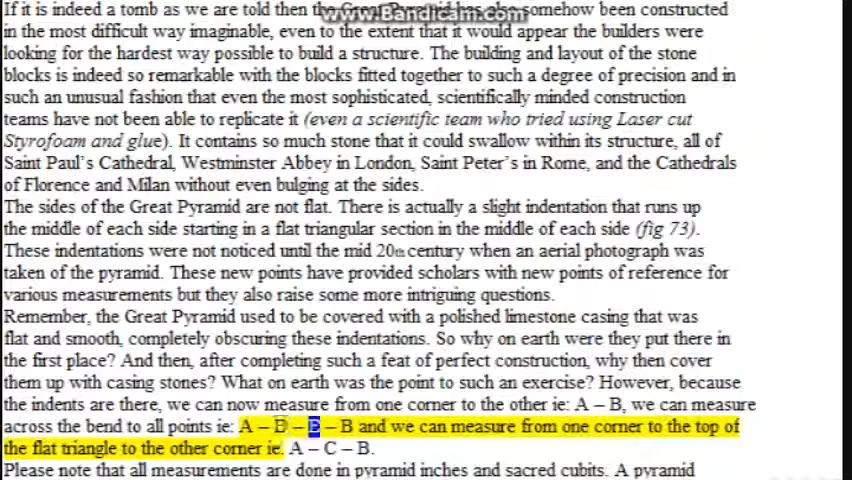 If it is indeed a tomb as we are told then the Great Pyramid has also somehow been constructed
www.Bandicam.com
in the most difficult way imaginable, even to the extent that it would appear the builders were
looking for the hardest way possible to build a structure. The building and layout of the stone
blocks is indeed so remarkable with the blocks fitted together to such a degree of precision and in
such an unusual fashion that even the most sophisticated, scientifically minded construction
teams have not been able to replicate it (even a scientific team who tried using Laser cut
Styrofoam and glue). It contains so much stone that it could swallow within its structure, all of
Saint Paul's Cathedral, Westminster Abbey in London, Saint Peter's in Rome, and the Cathedrals
of Florence and Milan without even bulging at the sides.
The sides of the Great Pyramid are not flat. There is actually a slight indentation that runs up
the middle of each side starting in a flat triangular section in the middle of each side (fig 73).
These indentations were not noticed until the mid 20th century when an aerial photograph was
taken of the pyramid. These new points have provided scholars with new points of reference for
various measurements but they also raise some more intriguing questions.
Remember, the Great Pyramid used to be covered with a polished limestone casing that was
flat and smooth, completely obscuring these indentations. So why on earth were they put there in
the first place? And then, after completing such a feat of perfect construction, why then cover
them up with casing stones? What on earth was the point to such an exercise? However, because
the indents are there, we can now measure from one corner to the other ie: A – B, we can measure
across the bend to all points ie: A – D – E – B and we can measure from one corner to the top of
the flat triangle to the other corner ie. A – C – B.
Please note that all measurements are done in pyramid inches and sacred cubits. A pyramid